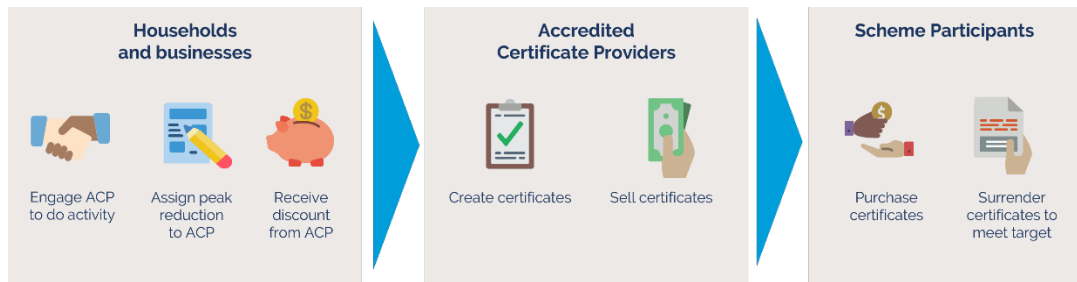 Households
and businesses
Engage ACP
to do activity
Assign peak
reduction
to ACP
$
Receive
discount
from ACP
Accredited
Certificate Providers
Create certificates
Sell certificates
Scheme Participants
$
Purchase
certificates
Surrender
certificates to
meet target